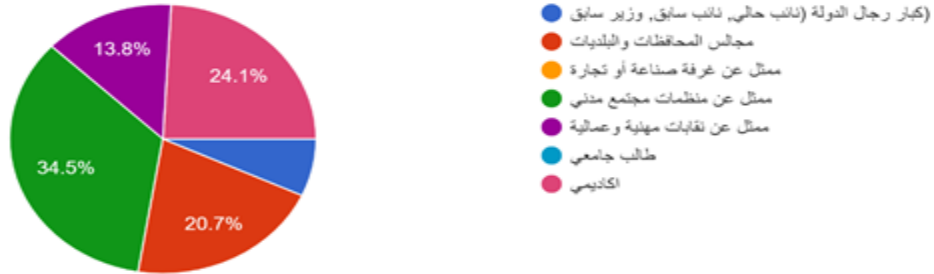 13.8%
24.1%
34.5%
20.7%
كبار رجال الدولة (نائب حالي, نائب سابق, وزير سابق)
مجالس المحافظات والبلديات
ممثل عن غرفة صناعة أو تجارة
ممثل عن منظمات مجتمع مدني
ممثل عن نقابات مهنية وعمالية
طالب جامعي
اكاديمي